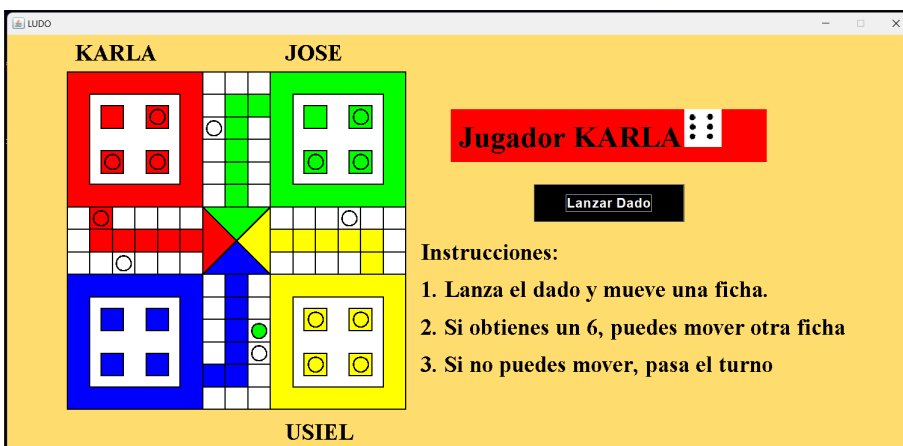 LUDO
KARLA
JOSE
Jugador KARLA
Lanzar Dado
Instrucciones:
1. Lanza el dado y mueve una ficha.
2. Si obtienes un 6, puedes mover otra ficha
3. Si no puedes mover, pasa el turno
USIEL